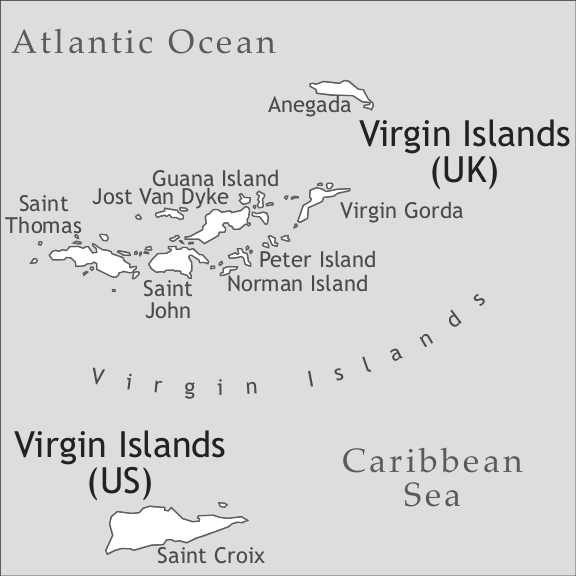 Atlantic Ocean
Anegada
Virgin Islands
(UK)
Guana Island
Jost Van Dyke
Saint
Thomas
Virgin Gorda
Peter Island
Norman Island
Saint
John
Virgin Islands
Virgin Islands
(US)
Caribbean
Sea
Saint Croix